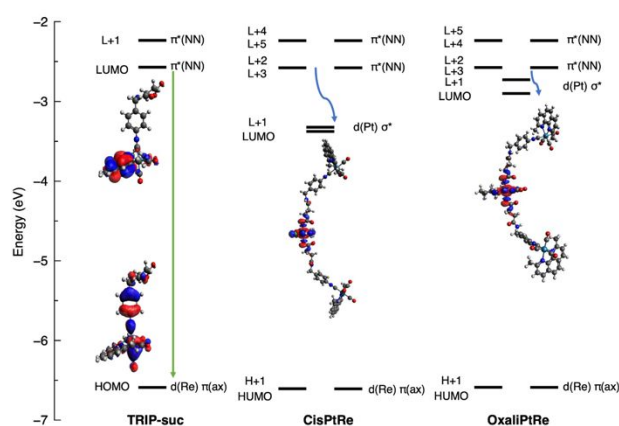 Energy (eV)
−2
−3
−4
−5
−6
−7
L+1
π*(NN)
LUMO
π*(NN)
HOMO
d(Re) π(ax)
TRIP-suc
L+4
L+5
π*(NN)
L+2
L+3
π*(NN)
L+1
LUMO
d(Pt) σ*
H+1
HUMO
d(Re) π(ax)
CisPtRe
L+5
L+4
π*(NN)
L+2
L+3
π*(NN)
L+1
LUMO
d(Pt) σ*
H+1
HUMO
d(Re) π(ax)
OxaliPtRe